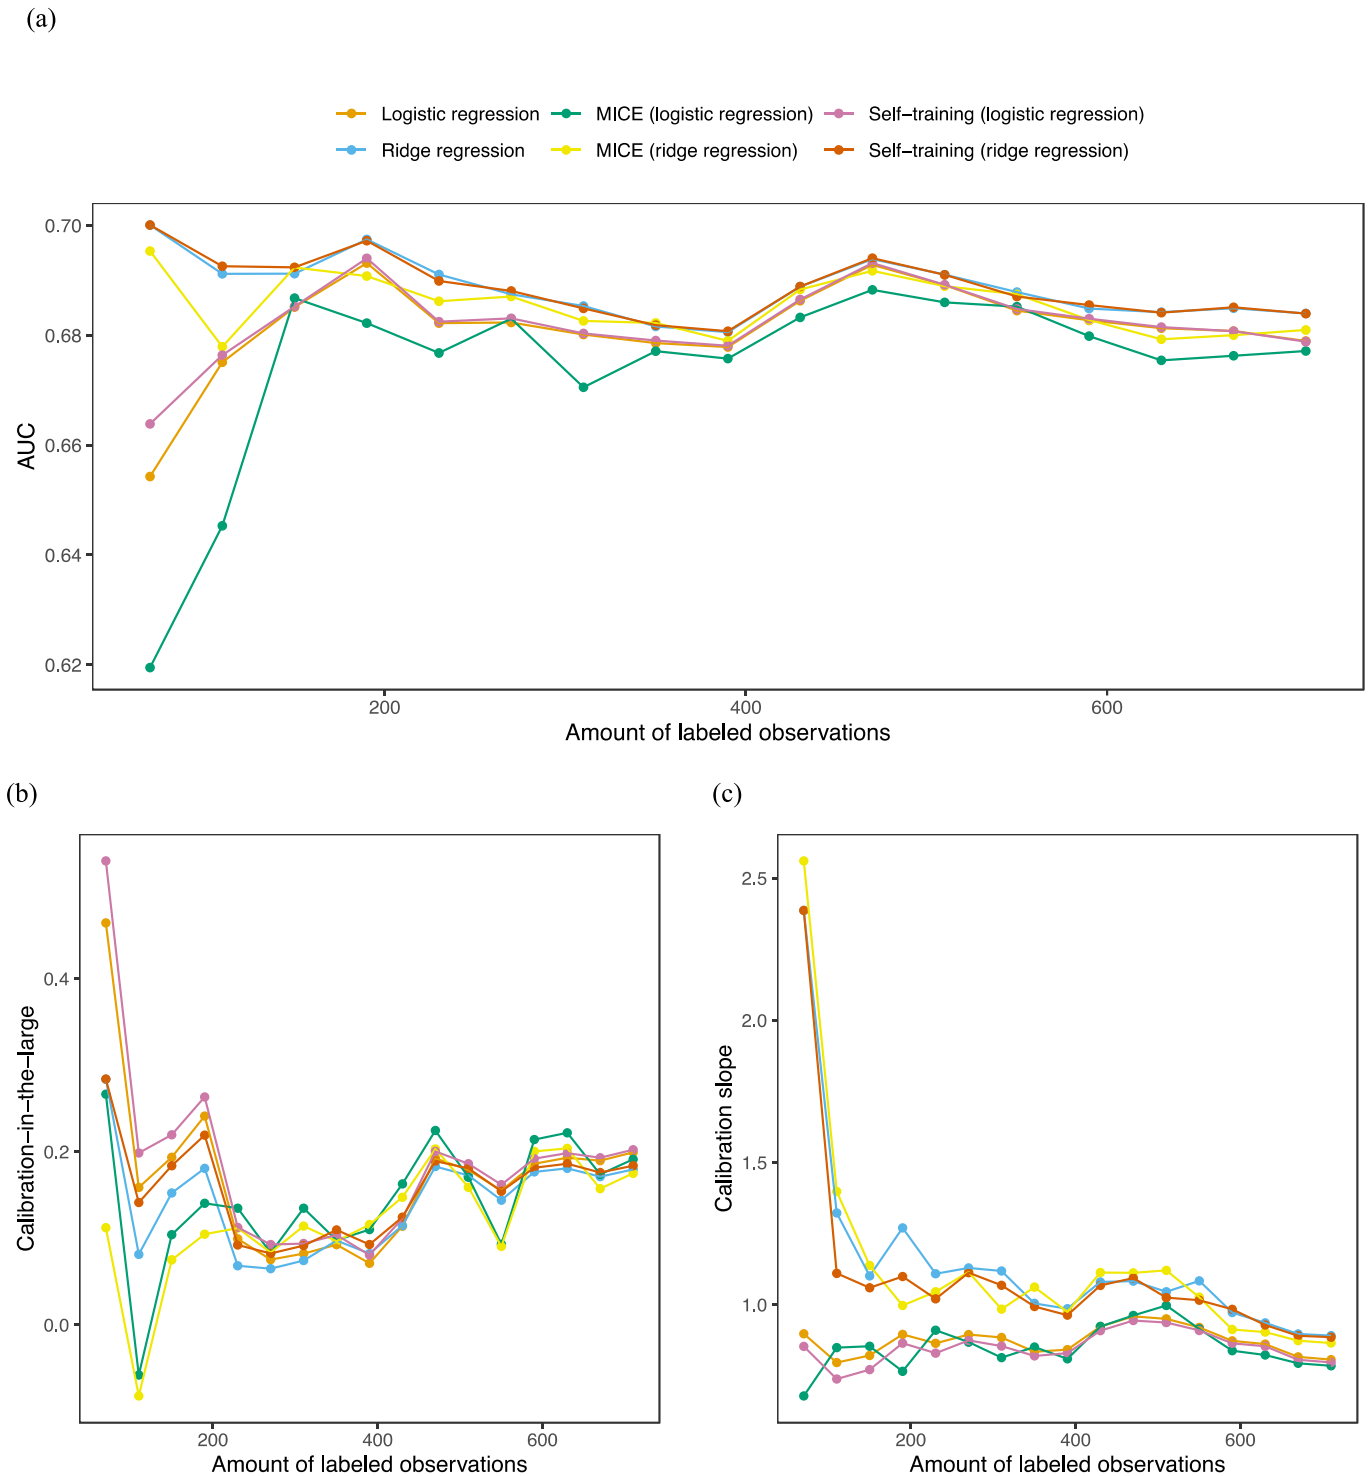 (a)
Logistic regression MICE (logistic regression) Self−training (logistic regression)
Ridge regression MICE (ridge regression) Self−training (ridge regression)
0.70
0.68
0.66
0.64
0.62
AUC
200 400 600
Amount of labeled observations
(b)
0.4
0.2
0.0
Calibration−in−the−large
200 400 600
Amount of labeled observations
(c)
2.5
2.0
1.5
1.0
Calibration slope
200 400 600
Amount of labeled observations